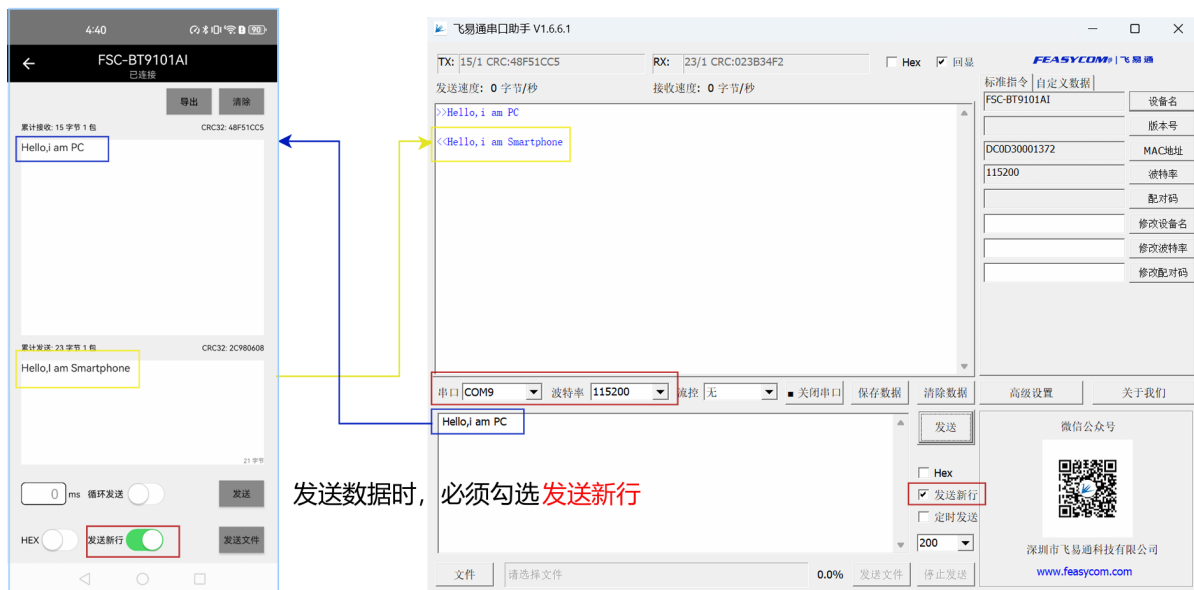 4:40
90
FSC-BT9101AI
已连接
导出
清除
累计接收: 15 字节 1 包
CRC32: 48F51CC5
Hello,i am PC
累计发送: 23 字节 1 包
CRC32: 2C980608
Hello,I am Smartphone
21 字节
0 ms 循环发送
发送
HEX
发送新行
发送文件
发送数据时，必须勾选发送新行
飞易通串口助手 V1.6.6.1
TX: 15/1 CRC:48F51CC5
RX: 23/1 CRC:023B34F2
Hex
回显
发送速度: 0 字节/秒
接收速度: 0 字节/秒
>>Hello,i am PC
<<Hello,i am Smartphone
串口 COM9
波特率 115200
流控 无
关闭串口
保存数据
清除数据
Hello,i am PC
发送
Hex
发送新行
定时发送
200
文件
请选择文件
0.0%
发送文件
停止发送
FEASYCOM® | 飞易通
标准指令
自定义数据
FSC-BT9101AI
设备名
版本号
DC0D30001372
MAC地址
115200
波特率
配对码
修改设备名
修改波特率
修改配对码
高级设置
关于我们
微信公众号
深圳市飞易通科技有限公司
www.feasycom.com